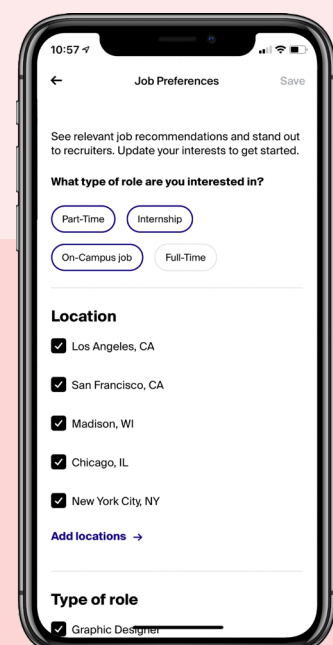 10:57
Job Preferences
Save
See relevant job recommendations and stand out
to recruiters. Update your interests to get started.
What type of role are you interested in?
Part-Time
Internship
On-Campus job
Full-Time
Location
Los Angeles, CA
San Francisco, CA
Madison, WI
Chicago, IL
New York City, NY
Add locations →
Type of role
Graphic Designer